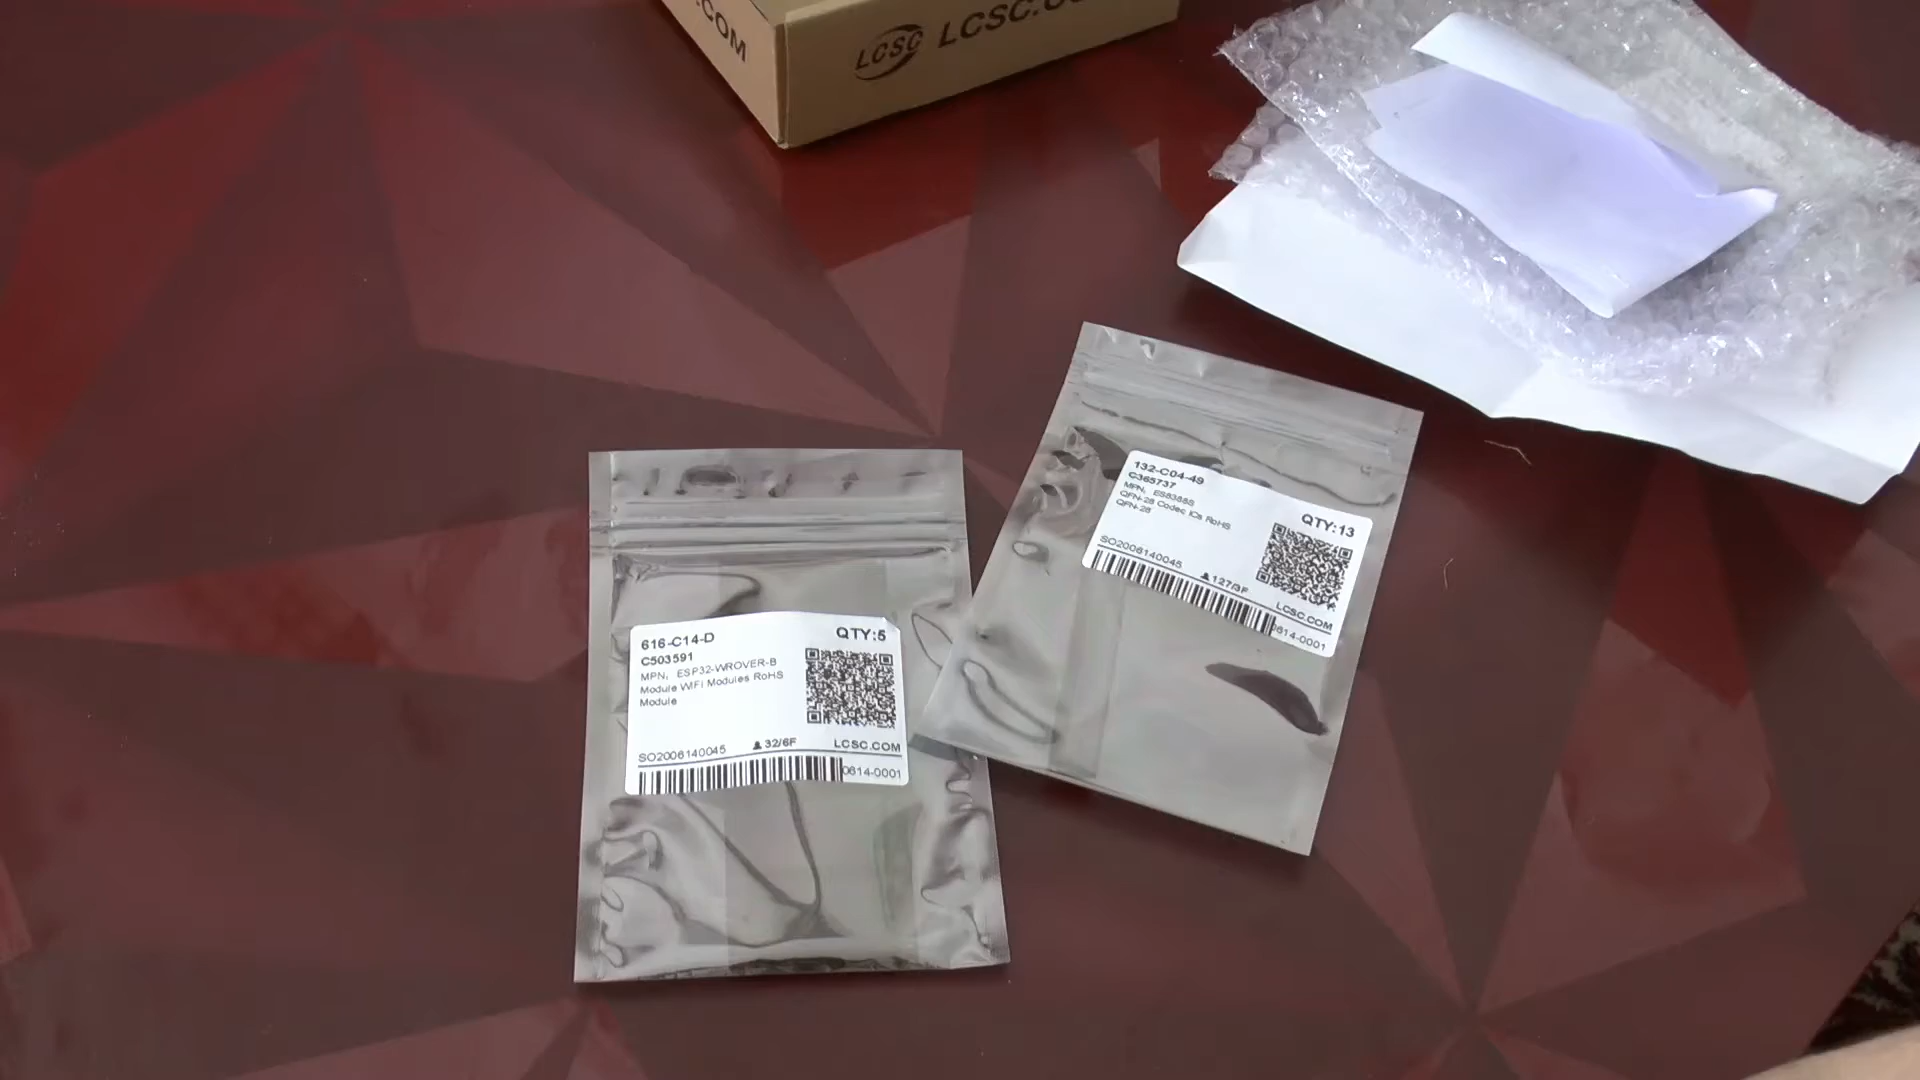 .COM
LCSC LCSC.CO
132-C04-49
C365737
MPN, ES8388S
QFN-28 Codec ICs RoHS
QFN-28
QTY:13
SO2006140045
127/3F
LCSC.COM
0614-0001
616-C14-D
QTY:5
C503591
MPN, ESP32-WROVER-B
Module WiFi Modules RoHS
Module
SO2006140045
32/6F
LCSC.COM
0614-0001